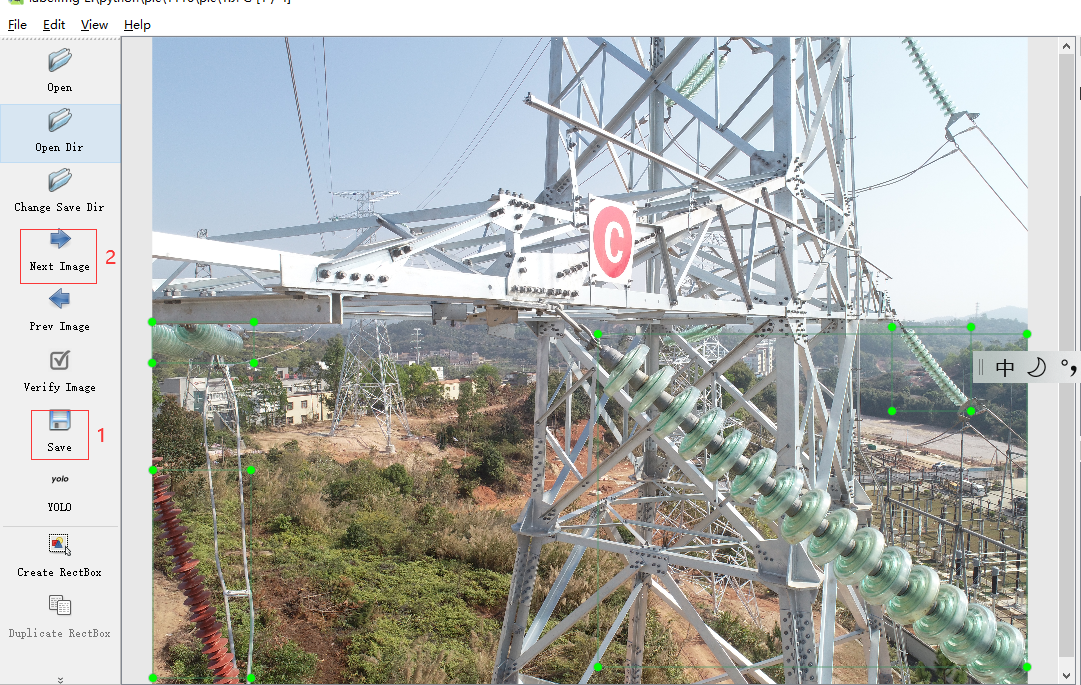 File Edit View Help
Open
Open Dir
Change Save Dir
Next Image 2
Prev Image
Verify Image
Save 1
yolo
YOLO
Create RectBox
Duplicate RectBox
C
中